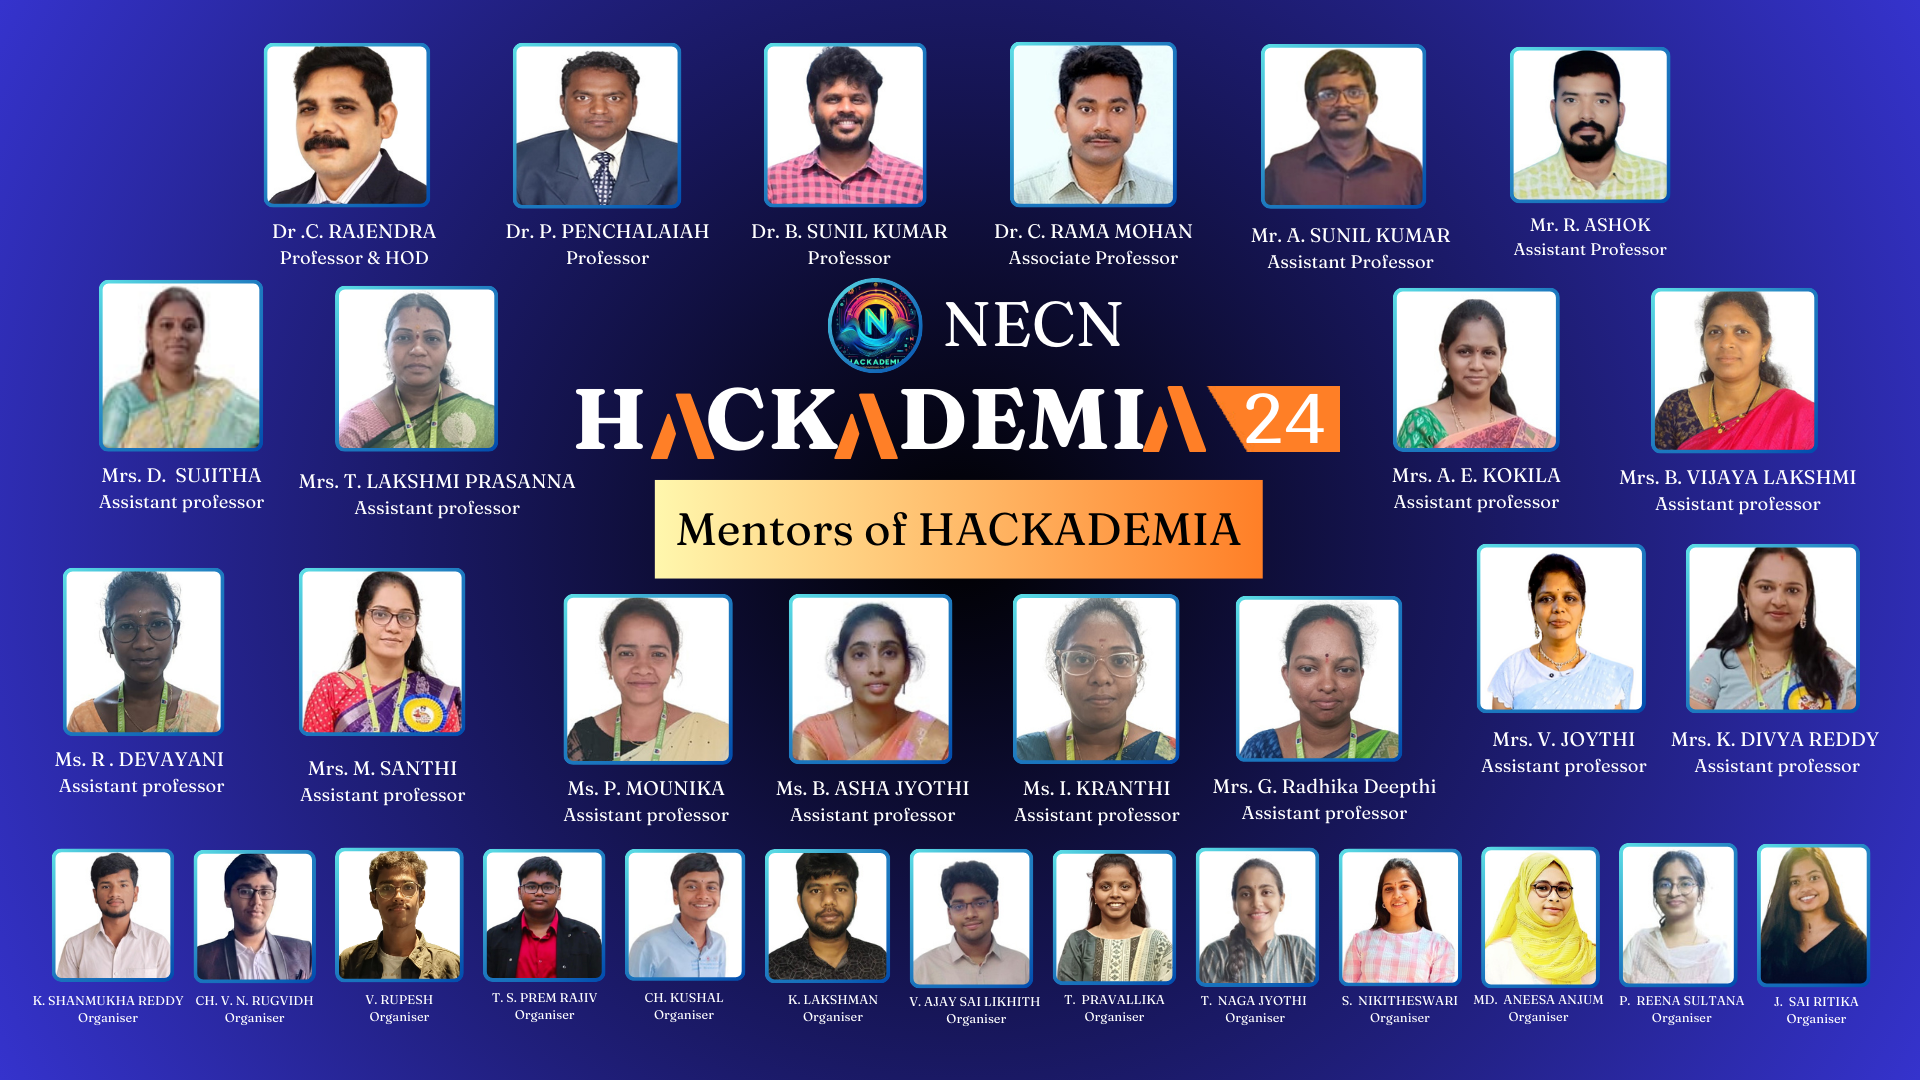 Dr .C. RAJENDRA
Professor & HOD
Dr. P. PENCHALAIAH
Professor
Dr. B. SUNIL KUMAR
Professor
Dr. C. RAMA MOHAN
Associate Professor
Mr. A. SUNIL KUMAR
Assistant Professor
Mr. R. ASHOK
Assistant Professor
N
HACKADEMIA
NECN
HACKADEMIA 24
Mentors of HACKADEMIA
Mrs. D. SUJITHA
Assistant professor
Mrs. T. LAKSHMI PRASANNA
Assistant professor
Mrs. A. E. KOKILA
Assistant professor
Mrs. B. VIJAYA LAKSHMI
Assistant professor
Ms. R . DEVAYANI
Assistant professor
Mrs. M. SANTHI
Assistant professor
Ms. P. MOUNIKA
Assistant professor
Ms. B. ASHA JYOTHI
Assistant professor
Ms. I. KRANTHI
Assistant professor
Mrs. G. Radhika Deepthi
Assistant professor
Mrs. V. JOYTHI
Assistant professor
Mrs. K. DIVYA REDDY
Assistant professor
K. SHANMUKHA REDDY
Organiser
CH. V. N. RUGVIDH
Organiser
V. RUPESH
Organiser
T. S. PREM RAJIV
Organiser
CH. KUSHAL
Organiser
K. LAKSHMAN
Organiser
V. AJAY SAI LIKHITH
Organiser
T. PRAVALLIKA
Organiser
T. NAGA JYOTHI
Organiser
S. NIKITHESWARI
Organiser
MD. ANEESA ANJUM
Organiser
P. REENA SULTANA
Organiser
J. SAI RITIKA
Organiser